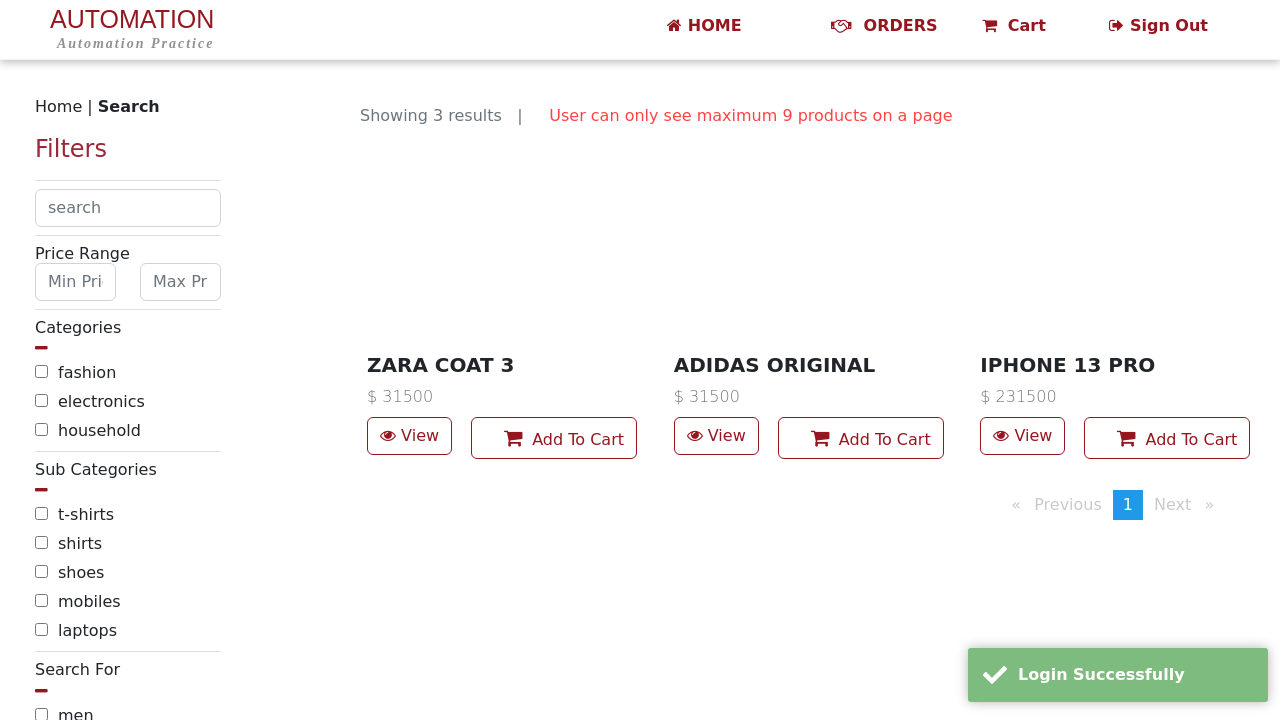 AUTOMATION
Automation Practice
HOME
ORDERS
Cart
Sign Out
Home | Search
Showing 3 results |
User can only see maximum 9 products on a page
Filters
search
Price Range
Min Pri
Max Pr
Categories
fashion
electronics
household
Sub Categories
t-shirts
shirts
shoes
mobiles
laptops
Search For
men
ZARA COAT 3
$ 31500
View
Add To Cart
ADIDAS ORIGINAL
$ 31500
View
Add To Cart
IPHONE 13 PRO
$ 231500
View
Add To Cart
« Previous 1 Next »
Login Successfully